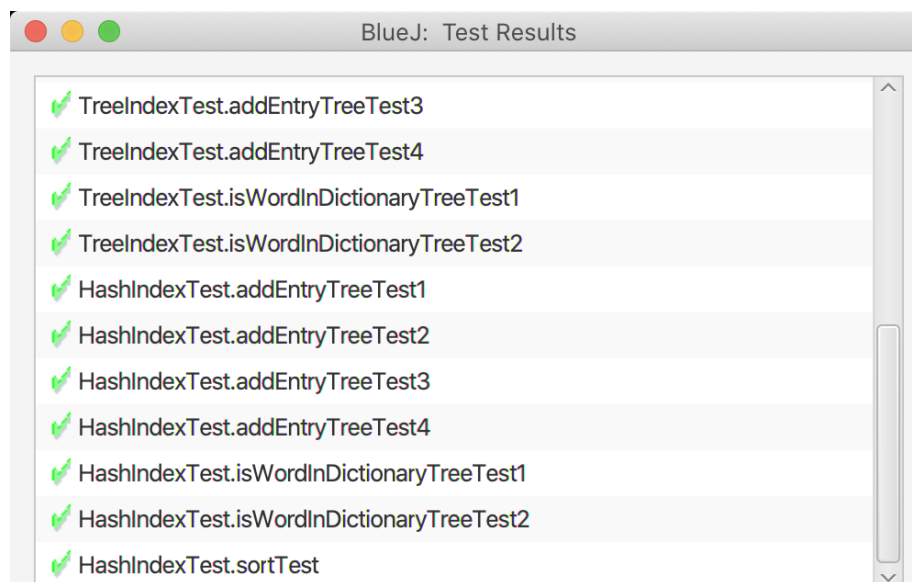 BlueJ: Test Results
TreeIndexTest.addEntryTreeTest3
TreeIndexTest.addEntryTreeTest4
TreeIndexTest.isWordInDictionaryTreeTest1
TreeIndexTest.isWordInDictionaryTreeTest2
HashIndexTest.addEntryTreeTest1
HashIndexTest.addEntryTreeTest2
HashIndexTest.addEntryTreeTest3
HashIndexTest.addEntryTreeTest4
HashIndexTest.isWordInDictionaryTreeTest1
HashIndexTest.isWordInDictionaryTreeTest2
HashIndexTest.sortTest